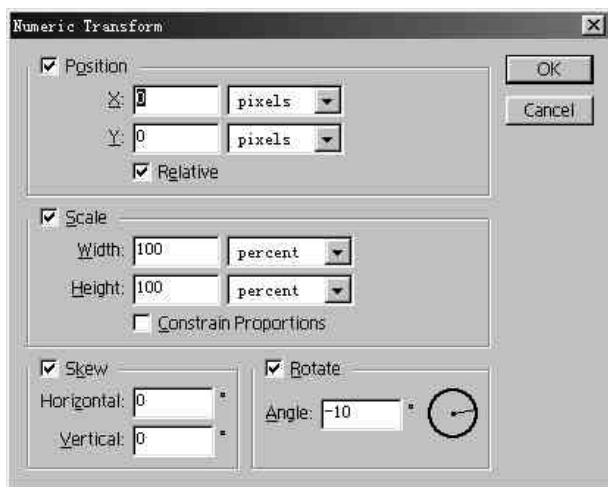 Numeric Transform
Position
X: 0 pixels
Y: 0 pixels
Relative
Scale
Width: 100 percent
Height: 100 percent
Constrain Proportions
Skew
Horizontal: 0 °
Vertical: 0 °
Rotate
Angle: -10 °
OK
Cancel